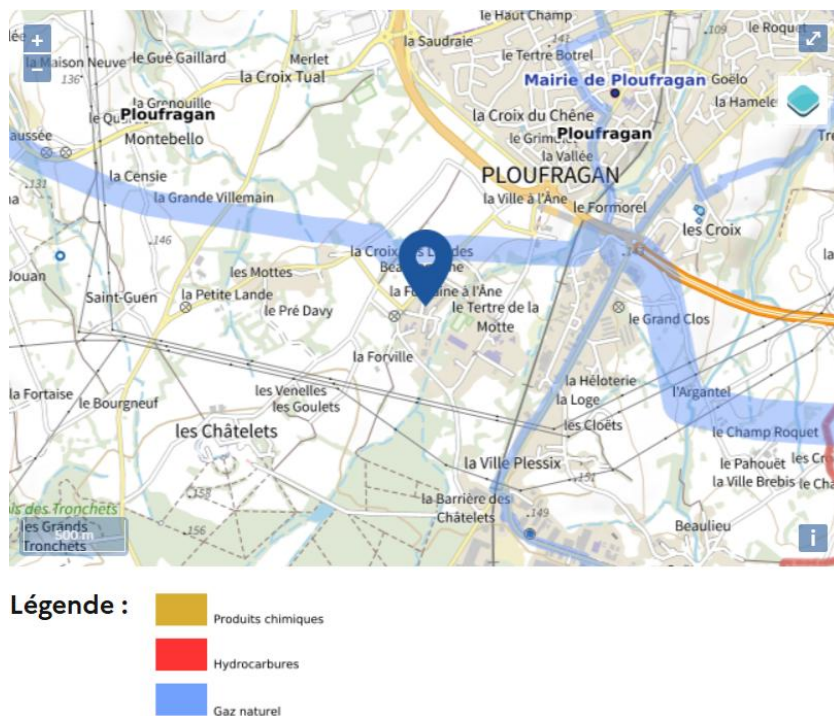 le Haut Champ
le Roquet
141
109
la Saudraie
le Tertre Botrel
la Maison Neuve
le Gué Gaillard
Merlet
136
la Croix Tual
Mairie de Ploufragan
Goëlo
la Grenouille
Ploufragan
la Croix du Chêne
Montebello
Ploufragan
la Vallée
la Censie
131
PLOUFRAGAN
la Grande Villemain
la Ville à l'Âne
le Formorel
les Croix
146
la Croix des Landes
les Mottes
Jouan
Saint-Guen
la Petite Lande
la Fontaine à l'Âne
le Tertre de la
Motte
le Pré Davy
le Grand Clos
la Forville
la Héloterie
la Fortaise
le Bourgneuf
les Venelles
les Goulets
la Loge
l'Argantel
les Châtelets
les Cloëts
le Champ Roquet
la Ville Plessix
le Pahouët
la Ville Brebis
151
158
la Barrière des
Châtelets
149
156
les Grands
Tronchets
Beaulieu
500 m
i
Légende :
Produits chimiques
Hydrocarbures
Gaz naturel